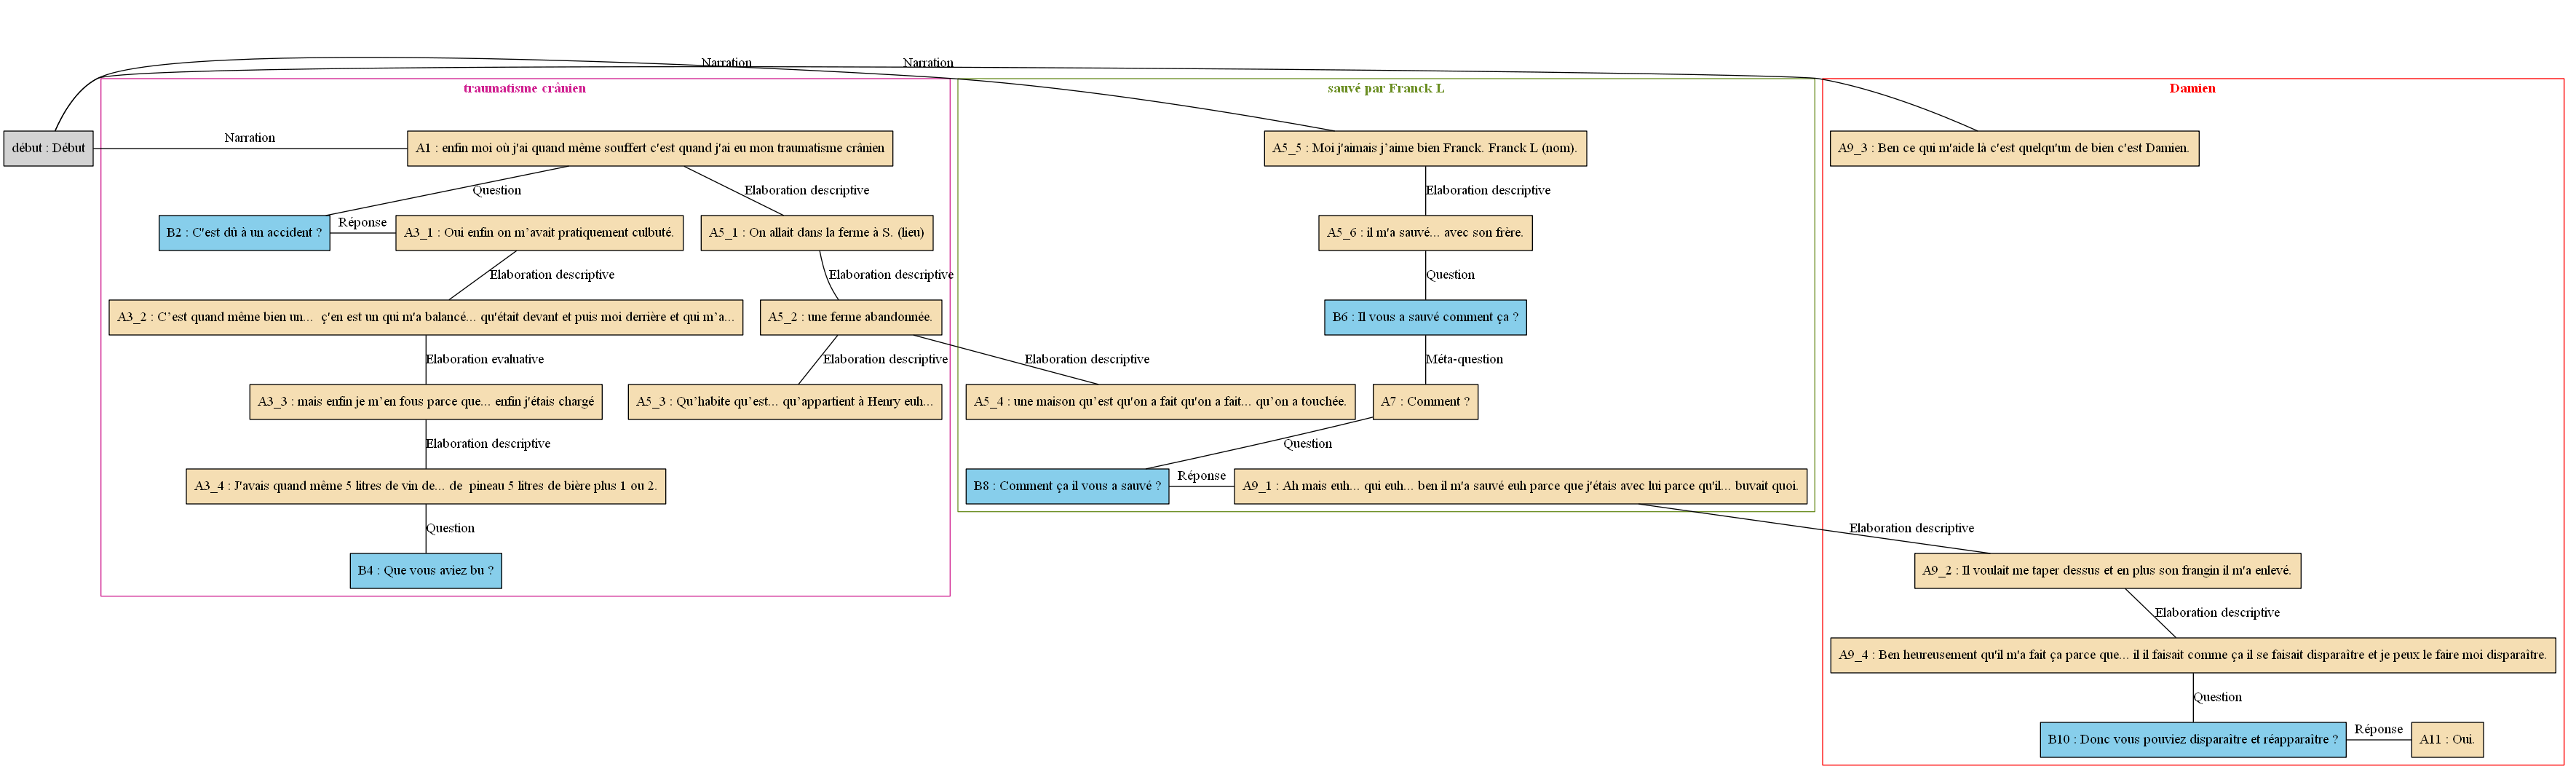 Narration
Narration
traumatisme crânien
sauvé par Franck L
Damien
début : Début
Narration
A1 : enfin moi où j'ai quand même souffert c'est quand j'ai eu mon traumatisme crânien
A5_5 : Moi j'aimais j’aime bien Franck. Franck L (nom).
A9_3 : Ben ce qui m'aide là c'est quelqu'un de bien c'est Damien.
Question
Elaboration descriptive
Elaboration descriptive
B2 : C'est dû à un accident ?
Réponse
A3_1 : Oui enfin on m’avait pratiquement culbuté.
A5_1 : On allait dans la ferme à S. (lieu)
A5_6 : il m'a sauvé... avec son frère.
Elaboration descriptive
Elaboration descriptive
Question
A3_2 : C’est quand même bien un...  ç'en est un qui m'a balancé... qu'était devant et puis moi derrière et qui m’a...
A5_2 : une ferme abandonnée.
B6 : Il vous a sauvé comment ça ?
Elaboration evaluative
Elaboration descriptive
Elaboration descriptive
Méta-question
A3_3 : mais enfin je m’en fous parce que... enfin j'étais chargé
A5_3 : Qu’habite qu’est... qu’appartient à Henry euh...
A5_4 : une maison qu’est qu'on a fait qu'on a fait... qu’on a touchée.
A7 : Comment ?
Elaboration descriptive
Question
A3_4 : J'avais quand même 5 litres de vin de... de  pineau 5 litres de bière plus 1 ou 2.
B8 : Comment ça il vous a sauvé ?
Réponse
A9_1 : Ah mais euh... qui euh... ben il m'a sauvé euh parce que j'étais avec lui parce qu'il... buvait quoi.
Question
Elaboration descriptive
B4 : Que vous aviez bu ?
A9_2 : Il voulait me taper dessus et en plus son frangin il m'a enlevé.
Elaboration descriptive
A9_4 : Ben heureusement qu'il m'a fait ça parce que... il il faisait comme ça il se faisait disparaître et je peux le faire moi disparaître.
Question
B10 : Donc vous pouviez disparaître et réapparaître ?
Réponse
A11 : Oui.